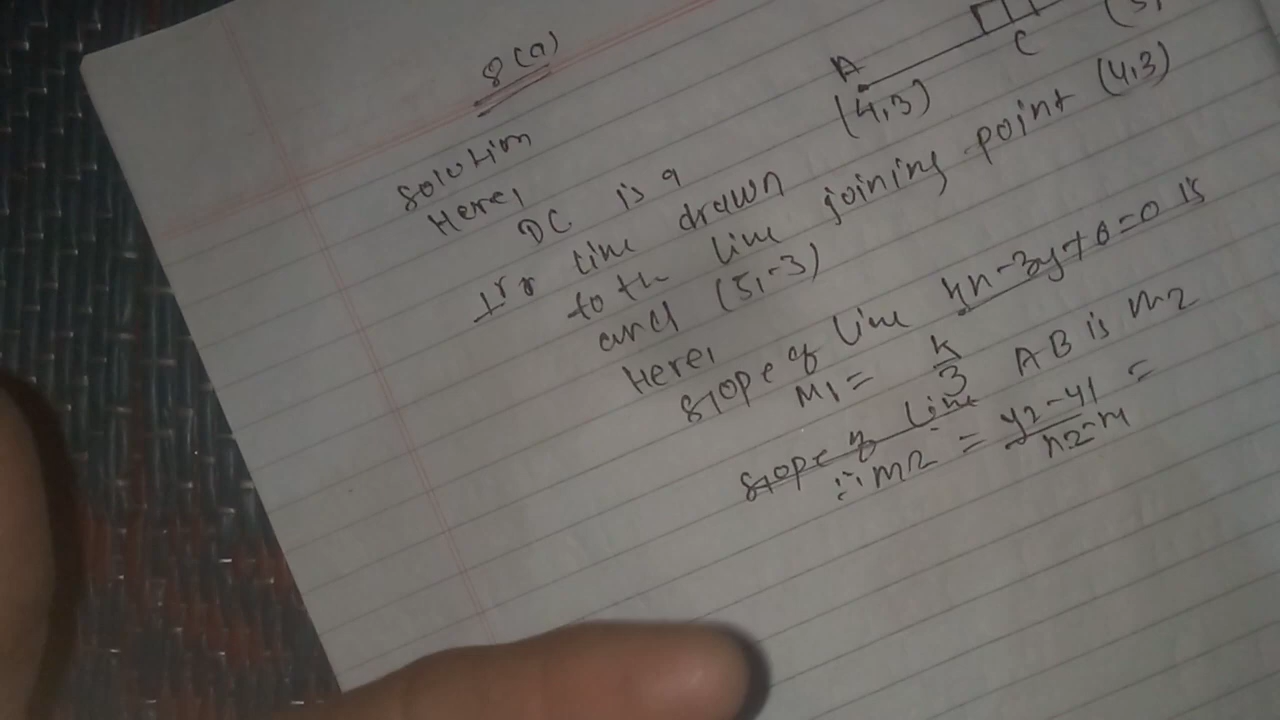 8(a)
A
C
(5,
(4,3)
Solution
Here,
DC is a
⊥r line drawn
to the line joining point (4,3)
and (5,-3)
Here,
Slope of line kx-3y+6=0 is
M1 = k/3
Slope of line AB is m2
∴ m2 = y2-y1/x2-x1 =